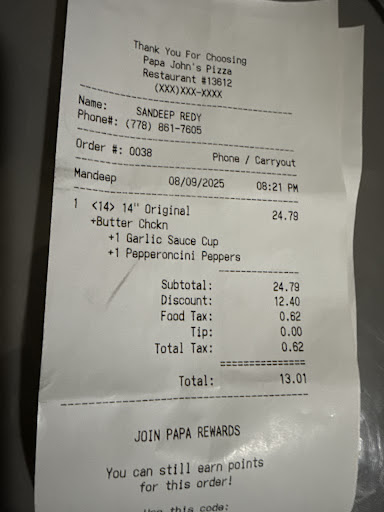 Thank You For Choosing
Papa John's Pizza
Restaurant #13612
(XXX)XXX-XXXX
Name: SANDEEP REDY
Phone#: (778) 861-7605
Order #: 0038 Phone / Carryout
Mandeep 08/09/2025 08:21 PM
1 <14> 14" Original 24.79
+Butter Chckn
+1 Garlic Sauce Cup
+1 Pepperoncini Peppers
Subtotal: 24.79
Discount: 12.40
Food Tax: 0.62
Tip: 0.00
Total Tax: 0.62
Total: 13.01
JOIN PAPA REWARDS
You can still earn points
for this order!
Use this code: